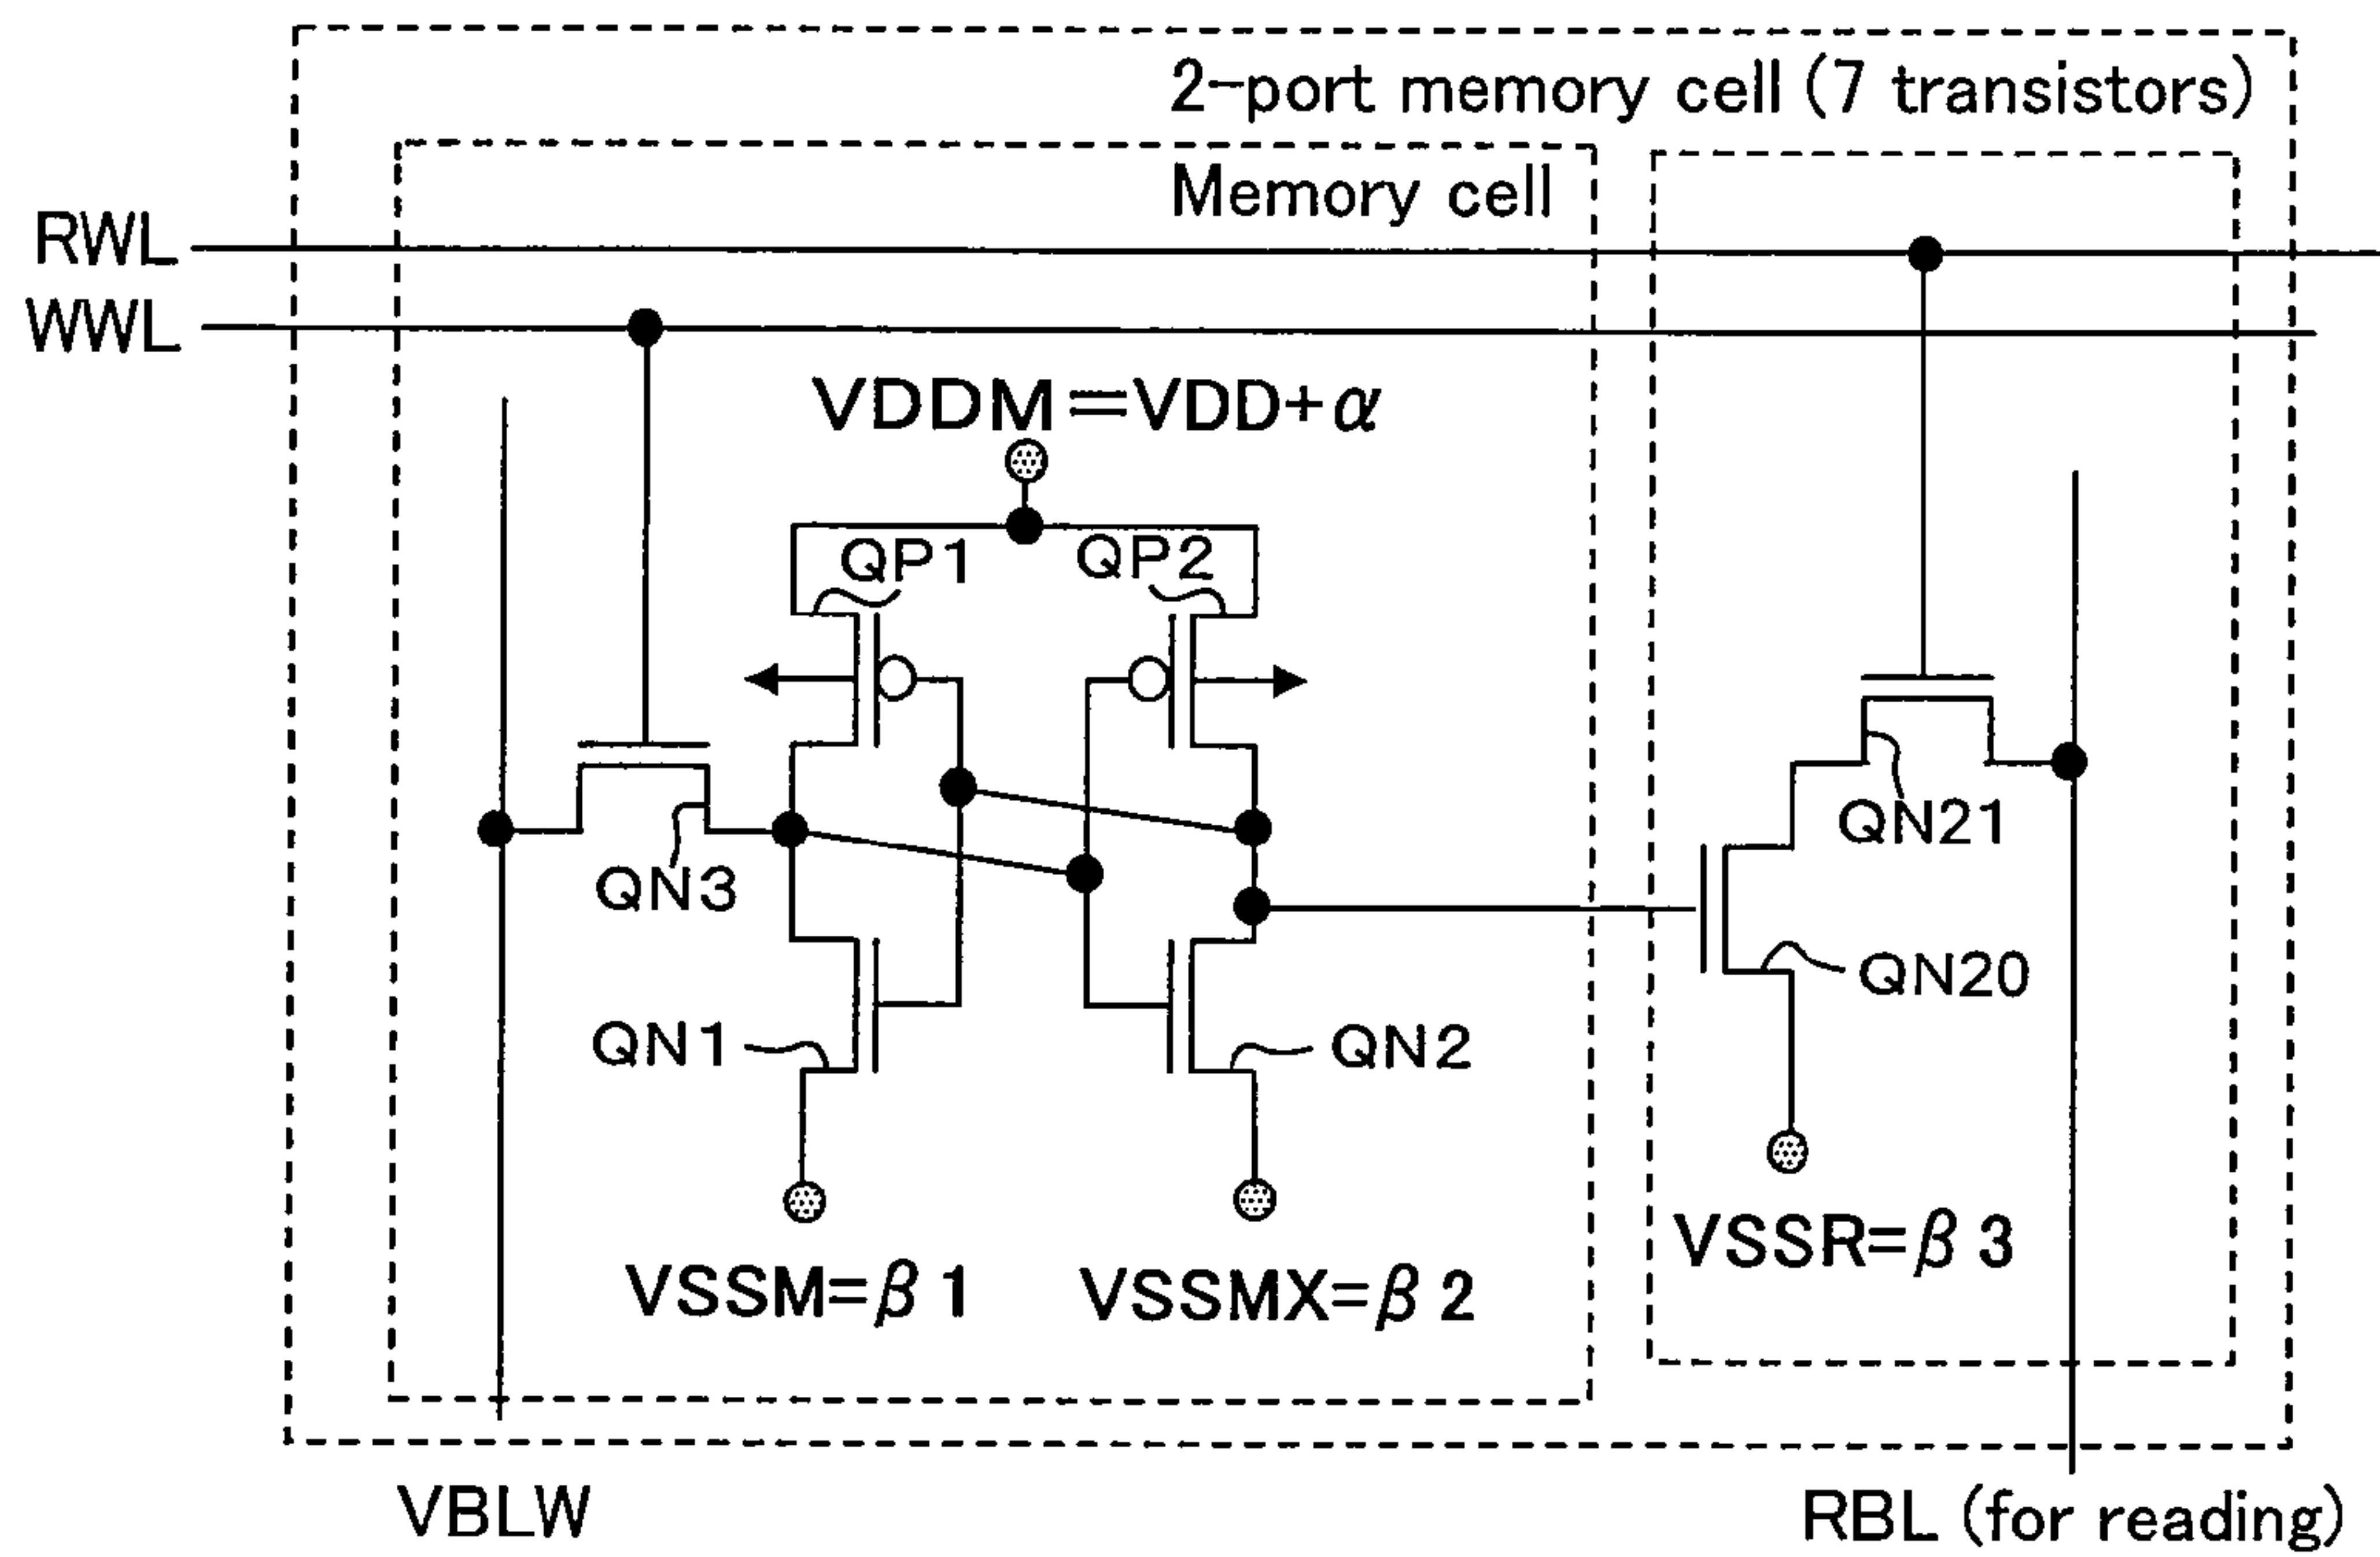 2-port memory cell (7 transistors)
Memory cell
RWL
WWL
VDDM=VDD+α
QP1
QP2
QN3
QN21
QN20
QN1
QN2
VSSR=β3
VSSM=β1
VSSMX=β2
VBLW
RBL (for reading)